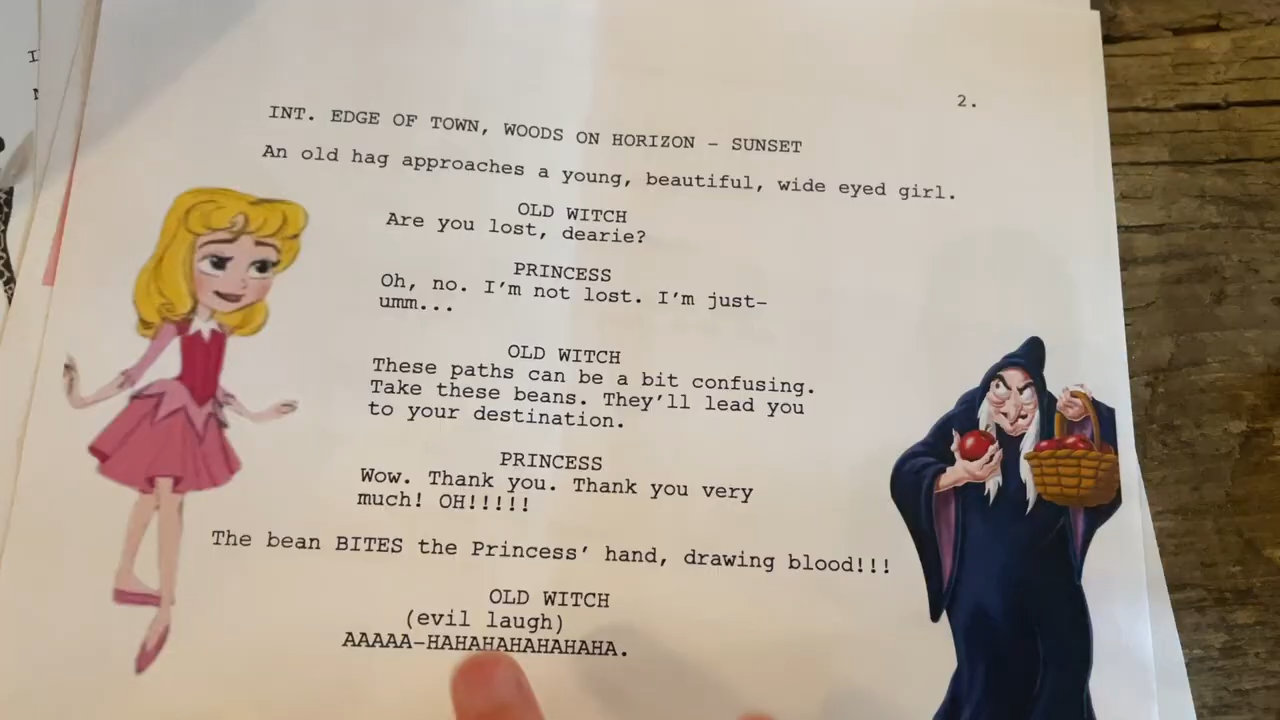 I
N
2.
INT. EDGE OF TOWN, WOODS ON HORIZON - SUNSET
An old hag approaches a young, beautiful, wide eyed girl.
OLD WITCH
Are you lost, dearie?
PRINCESS
Oh, no. I'm not lost. I'm just-
umm...
OLD WITCH
These paths can be a bit confusing.
Take these beans. They'll lead you
to your destination.
PRINCESS
Wow. Thank you. Thank you very
much! OH!!!!!
The bean BITES the Princess' hand, drawing blood!!!
OLD WITCH
(evil laugh)
AAAAA-HAHAHAHAHAHAHA.